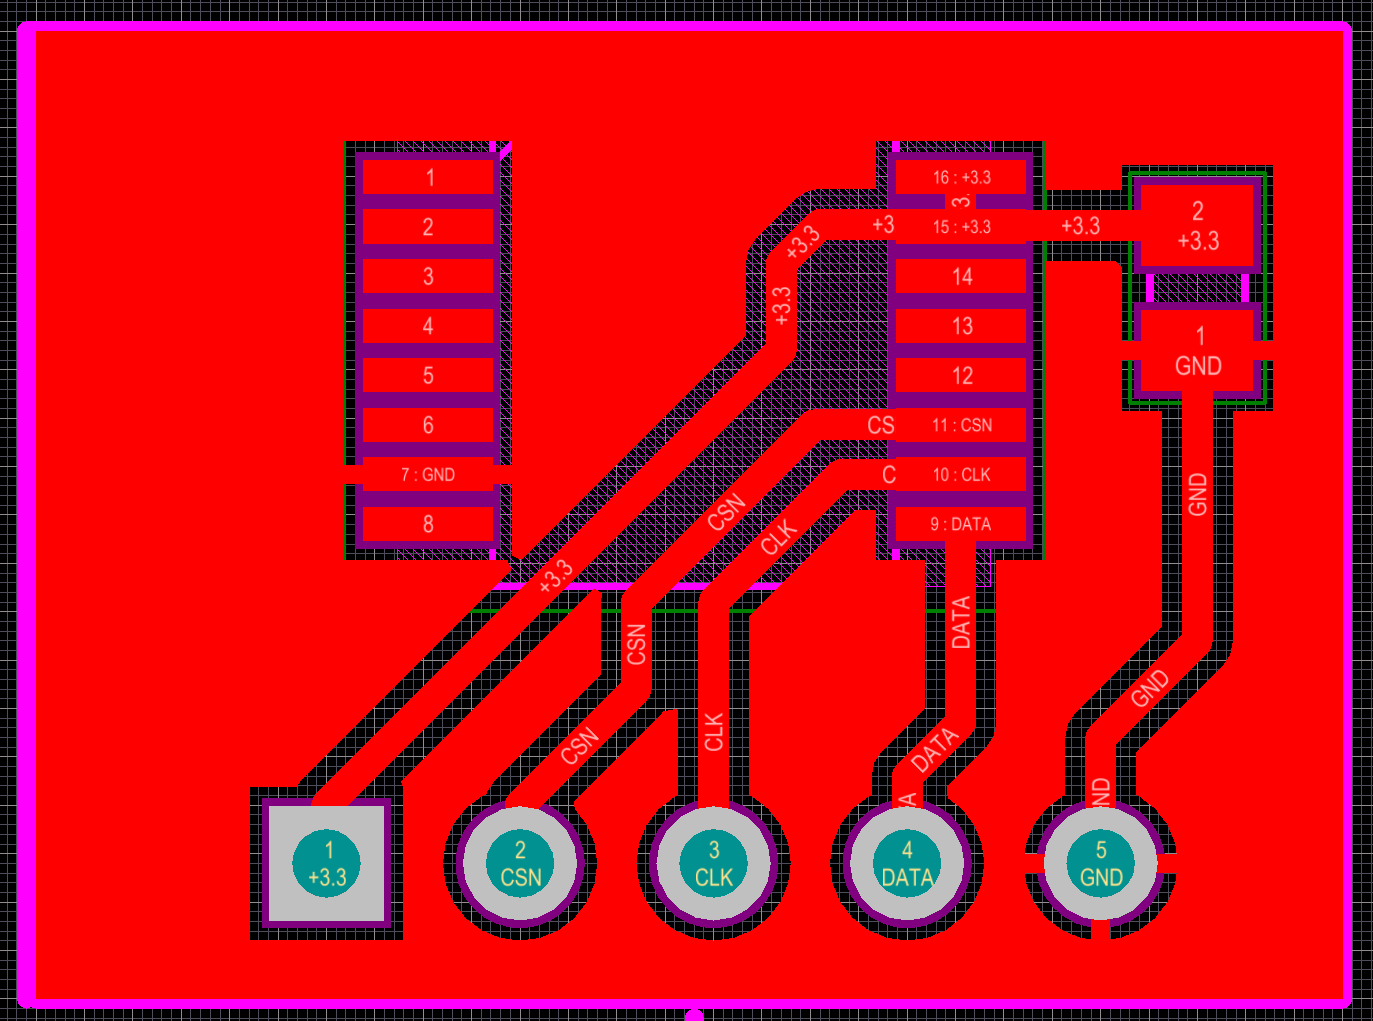 1
2
3
4
5
6
7 : GND
8
16 : +3.3
3.
+3
15 : +3.3
14
13
12
CS
11 : CSN
C
10 : CLK
9 : DATA
+3.3
+3.3
+3.3
+3.3
2
+3.3
1
GND
CSN
CLK
GND
CSN
DATA
CSN
CLK
DATA
GND
A
ND
1
+3.3
2
CSN
3
CLK
4
DATA
5
GND